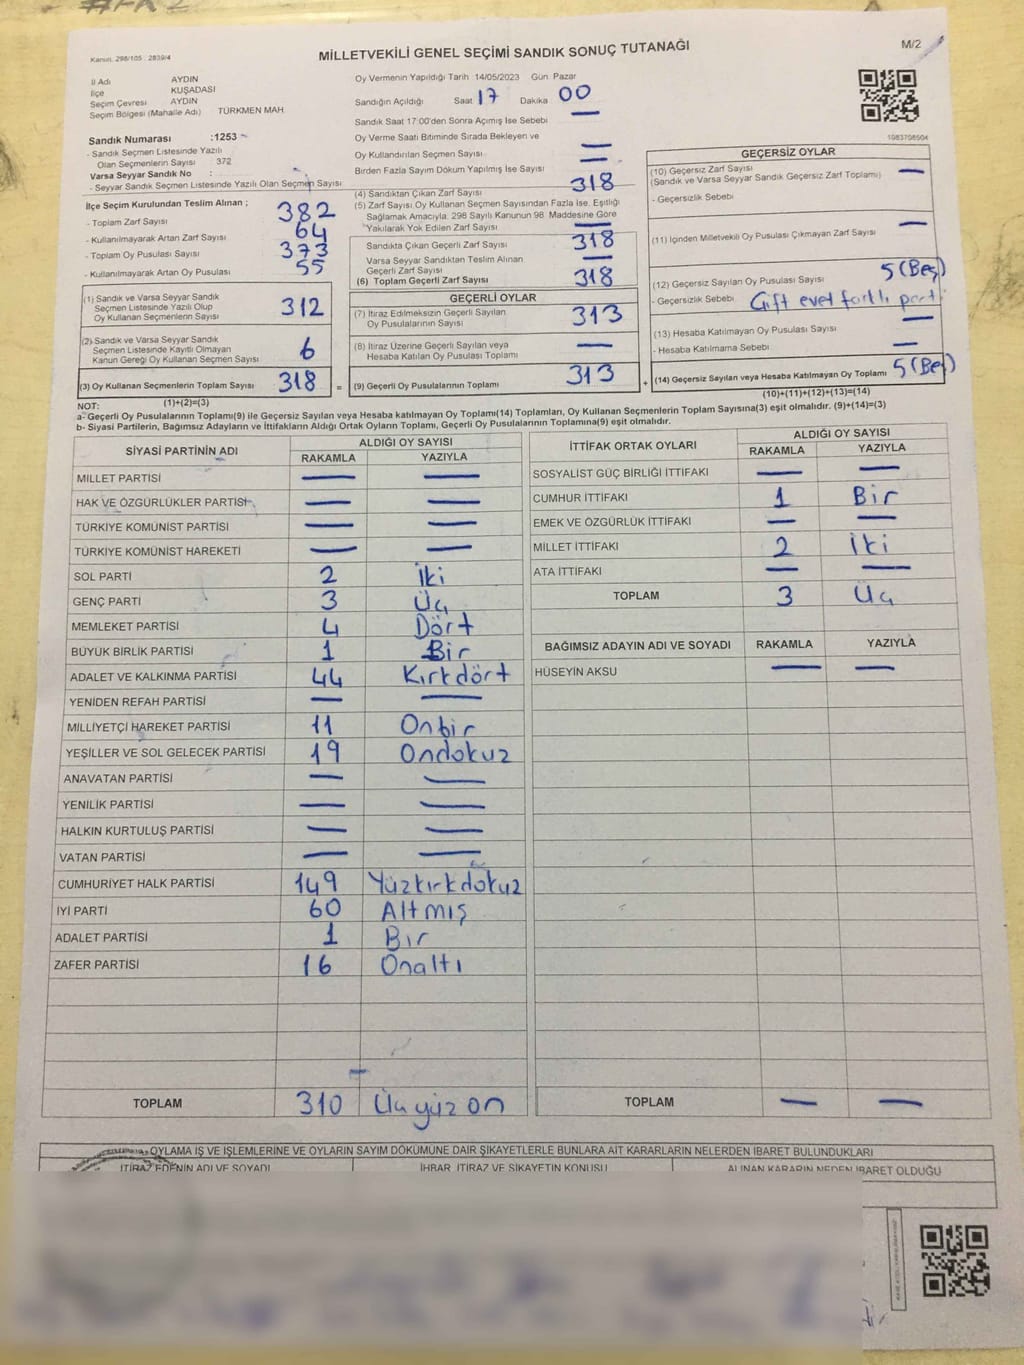 MİLLETVEKİLİ GENEL SEÇİMİ SANDIK SONUÇ TUTANAĞI
M/2
Kanun. 298/105 : 2839/4
İl Adı AYDIN
İlçe KUŞADASI
Seçim Çevresi AYDIN
Seçim Bölgesi (Mahalle Adı) TÜRKMEN MAH.
Sandık Numarası :1253
- Sandık Seçmen Listesinde Yazılı
Olan Seçmenlerin Sayısı : 372
Varsa Seyyar Sandık No :
- Seyyar Sandık Seçmen Listesinde Yazılı Olan Seçmen Sayısı
İlçe Seçim Kurulundan Teslim Alınan ;
- Toplam Zarf Sayısı 382
- Kullanılmayarak Artan Zarf Sayısı 64
- Toplam Oy Pusulası Sayısı 373
- Kullanılmayarak Artan Oy Pusulası 55
(1) Sandık ve Varsa Seyyar Sandık
Seçmen Listesinde Yazılı Olup
Oy Kullanan Seçmenlerin Sayısı 312
(2) Sandık ve Varsa Seyyar Sandık
Seçmen Listesinde Kayıtlı Olmayan
Kanun Gereği Oy Kullanan Seçmen Sayısı 6
(3) Oy Kullanan Seçmenlerin Toplam Sayısı 318 =
(1)+(2)=(3)
Oy Vermenin Yapıldığı Tarih 14/05/2023 Gün Pazar
Sandığın Açıldığı Saat 17 Dakika 00
Sandık Saat 17:00'den Sonra Açımış İse Sebebi —
Oy Verme Saati Bitiminde Sırada Bekleyen ve
Oy Kullandırılan Seçmen Sayısı —
Birden Fazla Sayım Döküm Yapılmış İse Sayısı —
(4) Sandıktan Çıkan Zarf Sayısı 318
(5) Zarf Sayısı Oy Kullanan Seçmen Sayısından Fazla İse, Eşitliği
Sağlamak Amacıyla, 298 Sayılı Kanunun 98. Maddesine Göre
Yakılarak Yok Edilen Zarf Sayısı —
Sandıkta Çıkan Geçerli Zarf Sayısı 318
Varsa Seyyar Sandıktan Teslim Alınan
Geçerli Zarf Sayısı —
(6) Toplam Geçerli Zarf Sayısı 318
GEÇERLİ OYLAR
(7) İtiraz Edilmeksizin Geçerli Sayılan
Oy Pusulalarının Sayısı 313
(8) İtiraz Üzerine Geçerli Sayılan veya
Hesaba Katılan Oy Pusulası Toplamı —
(9) Geçerli Oy Pusulalarının Toplamı 313 +
1083708504
GEÇERSİZ OYLAR
(10) Geçersiz Zarf Sayısı —
(Sandık ve Varsa Seyyar Sandık Geçersiz Zarf Toplamı)
- Geçersizlik Sebebi
(11) İçinden Milletvekili Oy Pusulası Çıkmayan Zarf Sayısı —
(12) Geçersiz Sayılan Oy Pusulası Sayısı 5 (Beş)
- Geçersizlik Sebebi Çift evet farklı parti
(13) Hesaba Katılmayan Oy Pusulası Sayısı —
- Hesaba Katılmama Sebebi —
(14) Geçersiz Sayılan veya Hesaba Katılmayan Oy Toplamı 5 (Beş)
(10)+(11)+(12)+(13)=(14)
NOT:
a- Geçerli Oy Pusulalarının Toplamı(9) ile Geçersiz Sayılan veya Hesaba katılmayan Oy Toplamı(14) Toplamları, Oy Kullanan Seçmenlerin Toplam Sayısına(3) eşit olmalıdır. (9)+(14)=(3)
b- Siyasi Partilerin, Bağımsız Adayların ve İttifakların Aldığı Ortak Oyların Toplamı, Geçerli Oy Pusulalarının Toplamına(9) eşit olmalıdır.
SİYASİ PARTİNİN ADI ALDIĞI OY SAYISI
RAKAMLA YAZIYLA
MİLLET PARTİSİ — —
HAK VE ÖZGÜRLÜKLER PARTİSİ — —
TÜRKİYE KOMÜNİST PARTİSİ — —
TÜRKİYE KOMÜNİST HAREKETİ — —
SOL PARTİ 2 İki
GENÇ PARTİ 3 Üç
MEMLEKET PARTİSİ 4 Dört
BÜYÜK BİRLİK PARTİSİ 1 Bir
ADALET VE KALKINMA PARTİSİ 44 Kırkdört
YENİDEN REFAH PARTİSİ — —
MİLLİYETÇİ HAREKET PARTİSİ 11 Onbir
YEŞİLLER VE SOL GELECEK PARTİSİ 19 Ondokuz
ANAVATAN PARTİSİ — —
YENİLİK PARTİSİ — —
HALKIN KURTULUŞ PARTİSİ — —
VATAN PARTİSİ — —
CUMHURİYET HALK PARTİSİ 149 Yüzkırkdokuz
İYİ PARTİ 60 Altmış
ADALET PARTİSİ 1 Bir
ZAFER PARTİSİ 16 Onaltı
TOPLAM 310 Üçyüz on
İTTİFAK ORTAK OYLARI ALDIĞI OY SAYISI
RAKAMLA YAZIYLA
SOSYALİST GÜÇ BİRLİĞİ İTTİFAKI — —
CUMHUR İTTİFAKI 1 Bir
EMEK VE ÖZGÜRLÜK İTTİFAKI — —
MİLLET İTTİFAKI 2 İki
ATA İTTİFAKI — —
TOPLAM 3 Üç
BAĞIMSIZ ADAYIN ADI VE SOYADI RAKAMLA YAZIYLA
HÜSEYİN AKSU — —
TOPLAM — —
OYLAMA İŞ VE İŞLEMLERİNE VE OYLARIN SAYIM DÖKÜMÜNE DAİR ŞİKAYETLERLE BUNLARA AİT KARARLARIN NELERDEN İBARET BULUNDUKLARI
İTİRAZ EDENİN ADI VE SOYADI İHBAR, İTİRAZ VE ŞİKAYETİN KONUSU ALINAN KARARIN NEDEN İBARET OLDUĞU